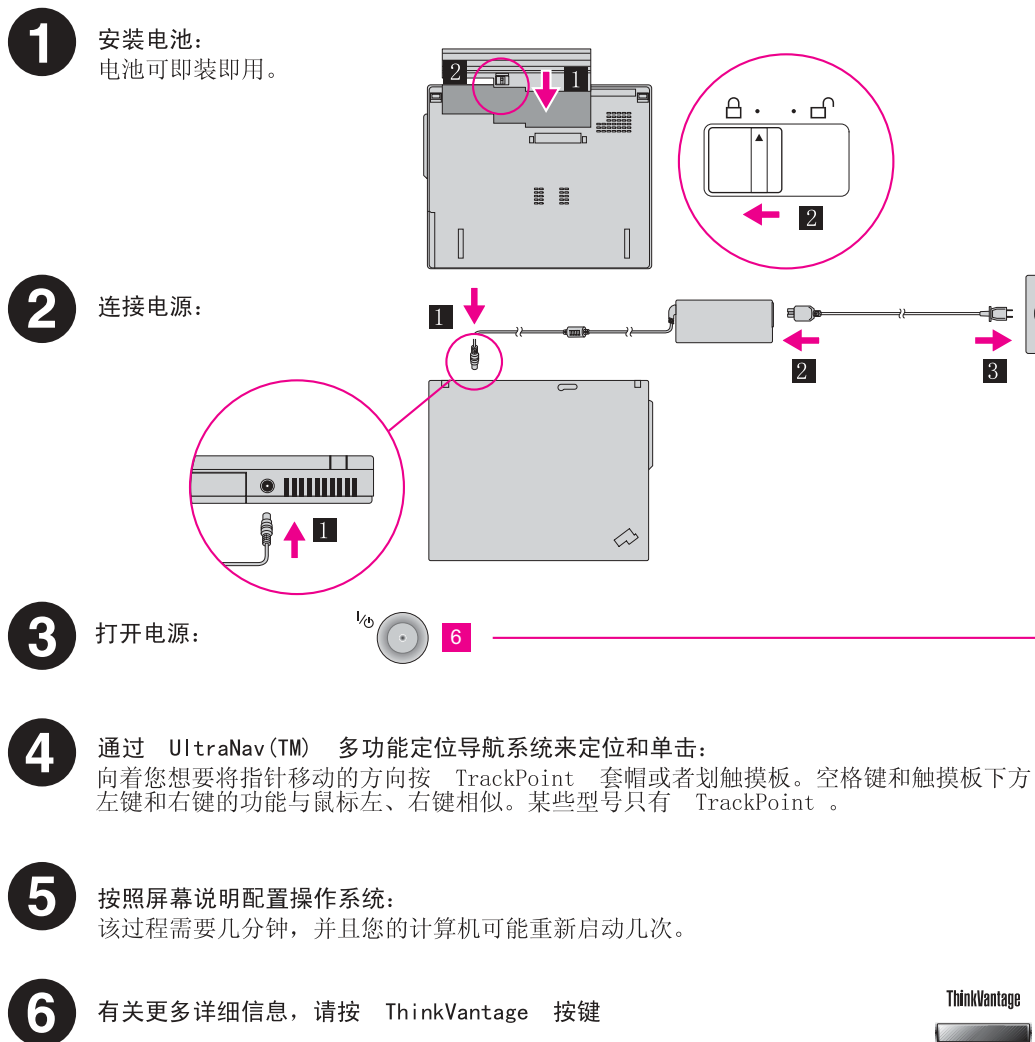 1
安装电池：
电池可即装即用。
2
1
2
2
连接电源：
1
2
3
1
3
打开电源：
6
4
通过 UltraNav(TM) 多功能定位导航系统来定位和单击：
向着您想要将指针移动的方向按 TrackPoint 套帽或者划触摸板。空格键和触摸板下方
左键和右键的功能与鼠标左、右键相似。某些型号只有 TrackPoint 。
5
按照屏幕说明配置操作系统：
该过程需要几分钟，并且您的计算机可能重新启动几次。
6
有关更多详细信息，请按 ThinkVantage 按键
ThinkVantage